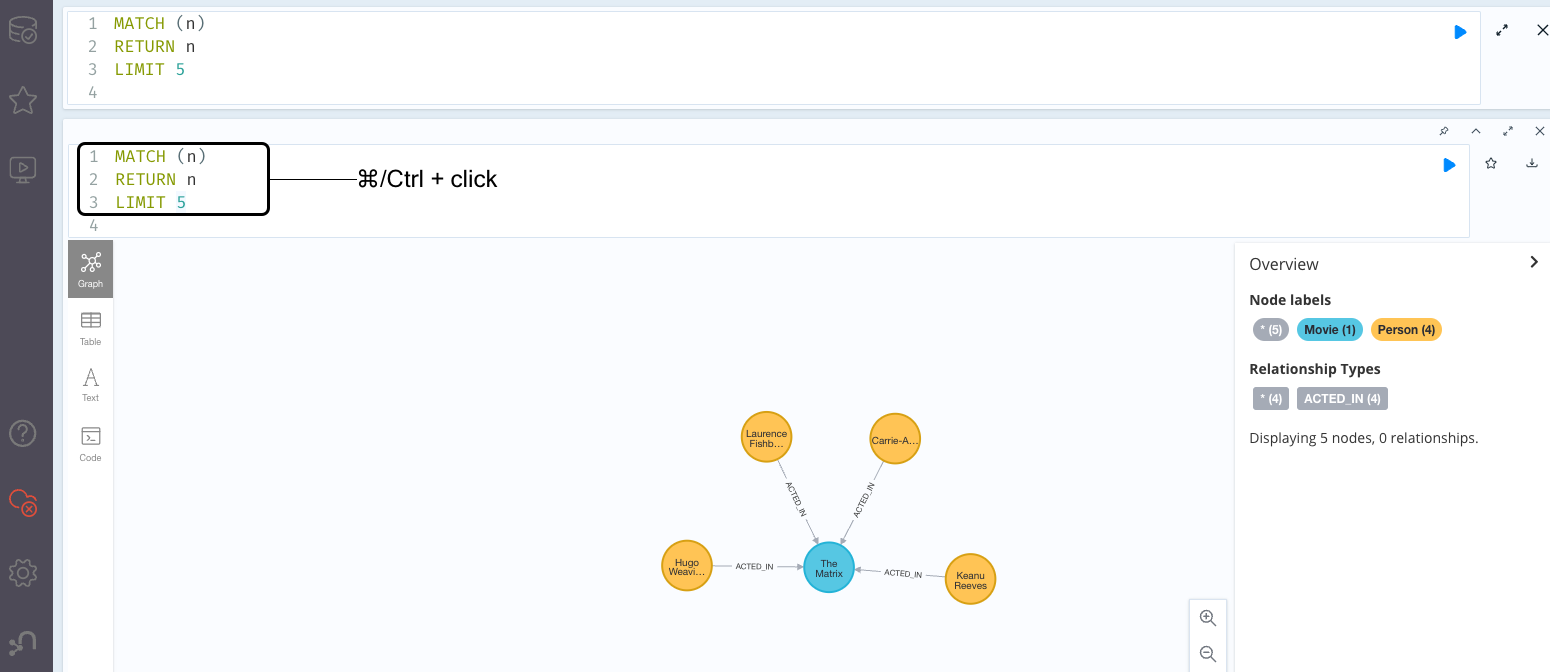 1 MATCH (n)
2 RETURN n
3 LIMIT 5
4
1 MATCH (n)
2 RETURN n
3 LIMIT 5
4
⌘/Ctrl + click
Graph
Table
Text
Code
Overview
Node labels
* (5) Movie (1) Person (4)
Relationship Types
* (4) ACTED_IN (4)
Displaying 5 nodes, 0 relationships.
Laurence
Fishb...
Carrie-A...
ACTED_IN
ACTED_IN
Hugo
Weavi...
ACTED_IN
The
Matrix
ACTED_IN
Keanu
Reeves